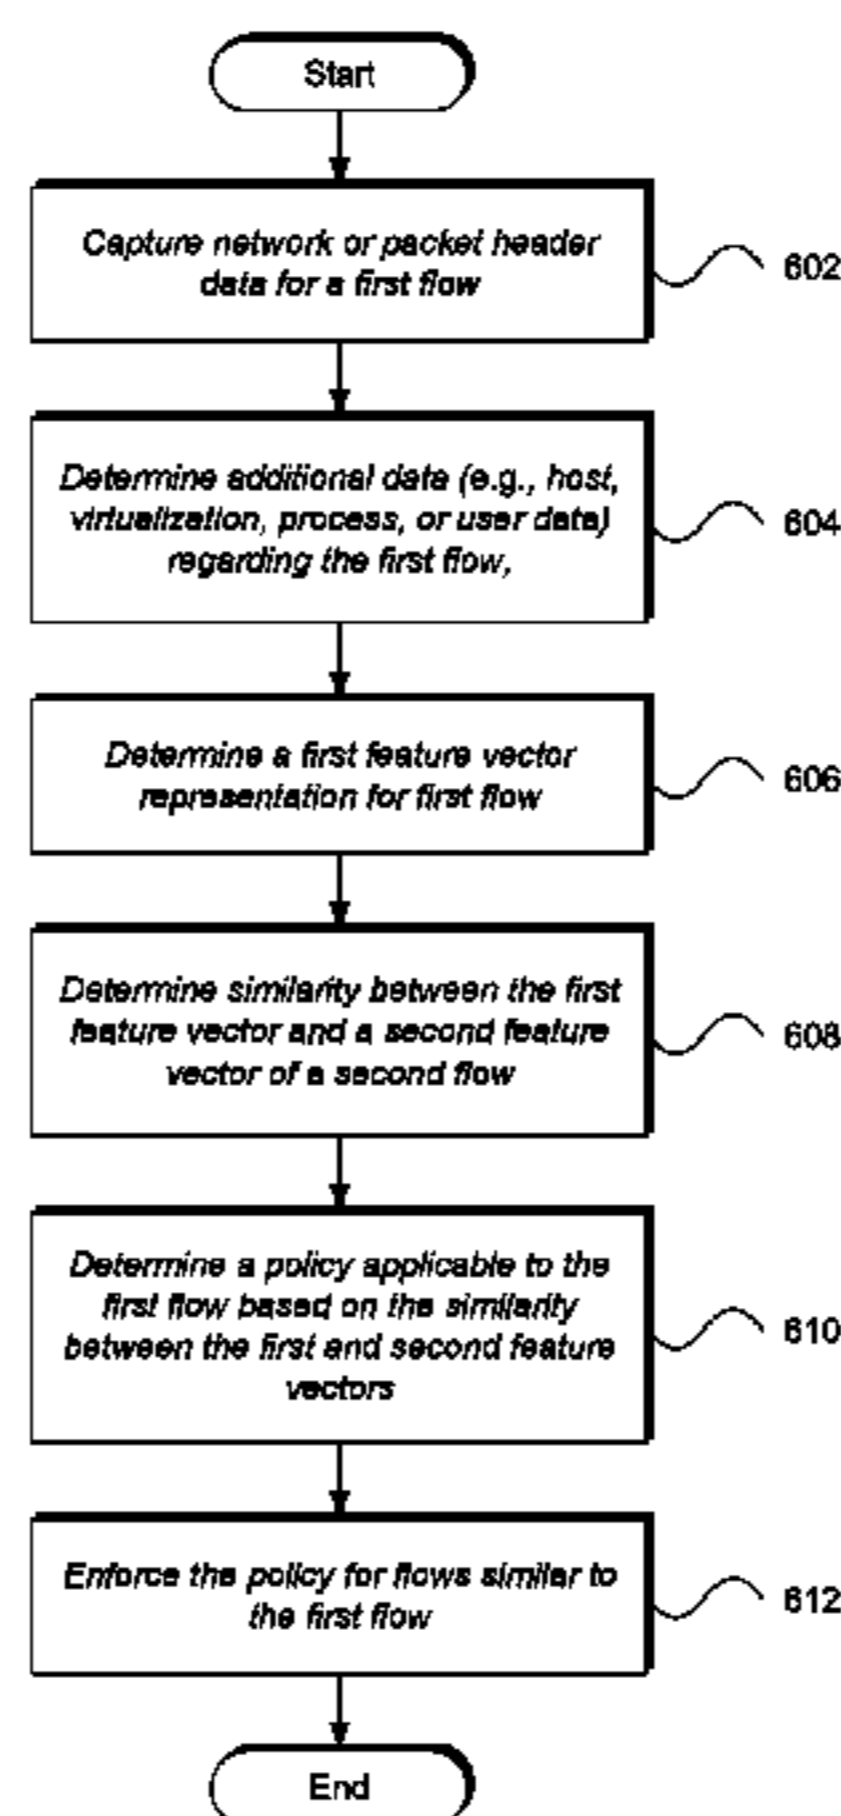 Start
Capture network or packet header
data for a first flow
602
Determine additional data (e.g., host,
virtualization, process, or user data)
regarding the first flow,
604
Determine a first feature vector
representation for first flow
606
Determine similarity between the first
feature vector and a second feature
vector of a second flow
608
Determine a policy applicable to the
first flow based on the similarity
between the first and second feature
vectors
610
Enforce the policy for flows similar to
the first flow
612
End